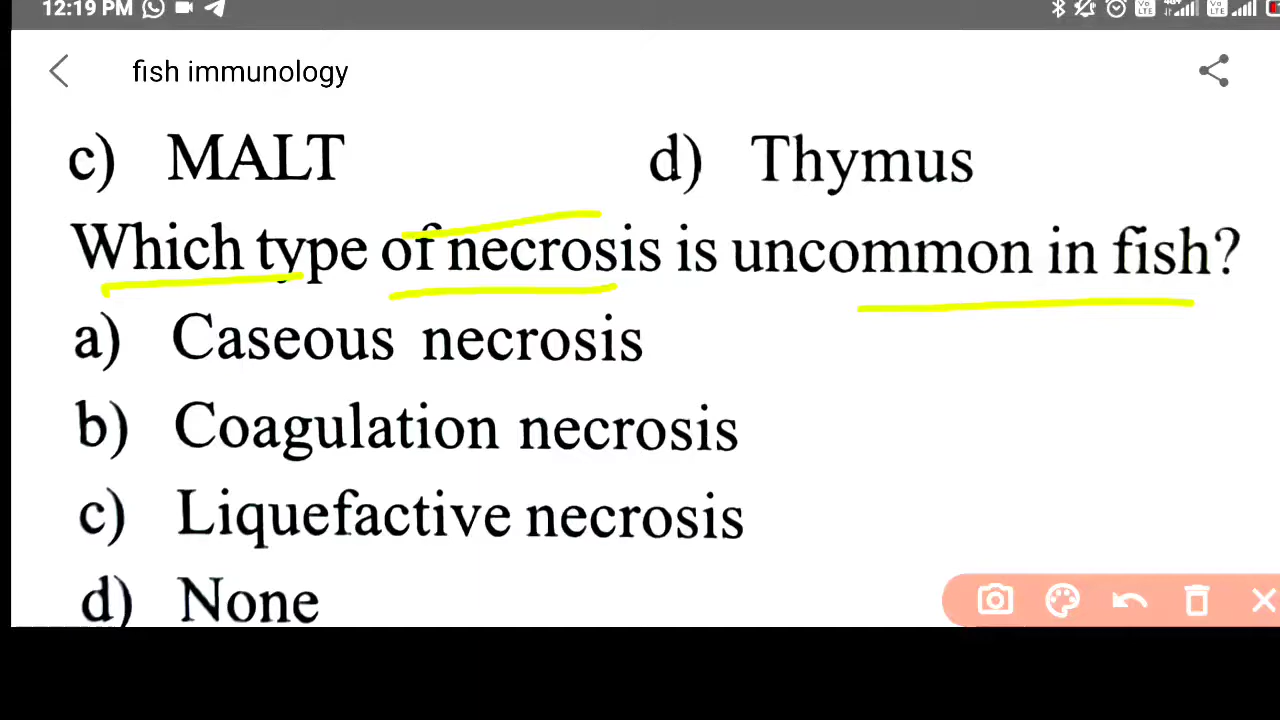 12:19 PM
fish immunology
c) MALT d) Thymus
Which type of necrosis is uncommon in fish?
a) Caseous necrosis
b) Coagulation necrosis
c) Liquefactive necrosis
d) None